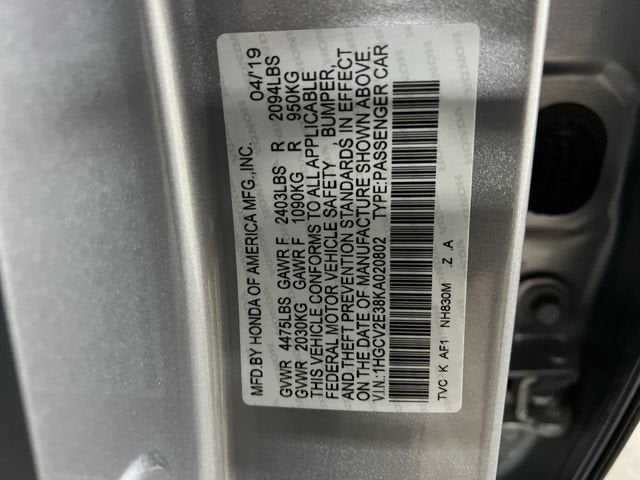 MFD.BY HONDA OF AMERICA MFG.,INC. 04/'19
GVWR 4475LBS GAWR F 2403LBS R 2094LBS
GVWR 2030KG GAWR F 1090KG R 950KG
THIS VEHICLE CONFORMS TO ALL APPLICABLE
FEDERAL MOTOR VEHICLE SAFETY, BUMPER,
AND THEFT PREVENTION STANDARDS IN EFFECT
ON THE DATE OF MANUFACTURE SHOWN ABOVE.
V.I.N.:1HGCV2E38KA020802 TYPE:PASSENGER CAR
TVC K AF1 NH830M .Z .A